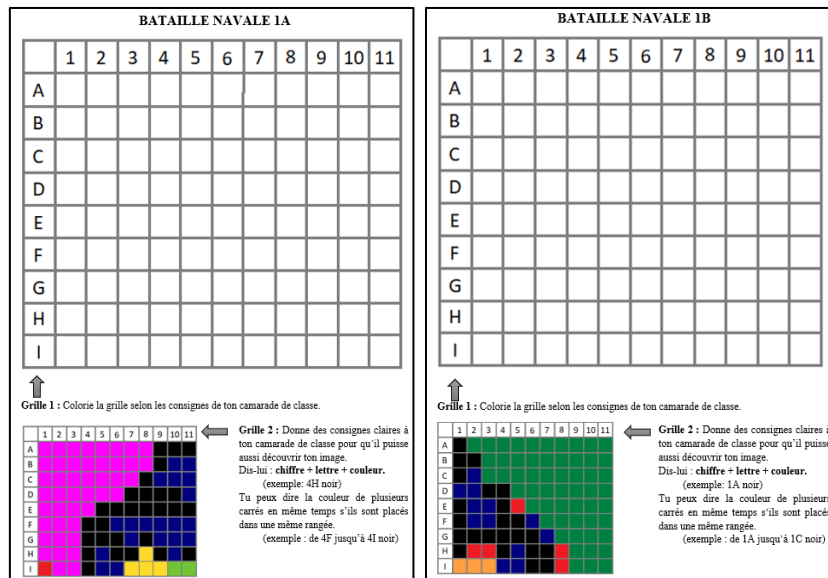 BATAILLE NAVALE 1A
1 2 3 4 5 6 7 8 9 10 11
A
B
C
D
E
F
G
H
I
Grille 1 : Colorie la grille selon les consignes de ton camarade de classe.
1 2 3 4 5 6 7 8 9 10 11
A
B
C
D
E
F
G
H
I
Grille 2 : Donne des consignes claires à
ton camarade de classe pour qu'il puisse
aussi découvrir ton image.
Dis-lui : chiffre + lettre + couleur.
(exemple: 4H noir)
Tu peux dire la couleur de plusieurs
carrés en même temps s'ils sont placés
dans une même rangée.
(exemple : de 4F jusqu'à 4I noir)
BATAILLE NAVALE 1B
1 2 3 4 5 6 7 8 9 10 11
A
B
C
D
E
F
G
H
I
Grille 1 : Colorie la grille selon les consignes de ton camarade de classe.
1 2 3 4 5 6 7 8 9 10 11
A
B
C
D
E
F
G
H
I
Grille 2 : Donne des consignes claires à
ton camarade de classe pour qu'il puisse
aussi découvrir ton image.
Dis-lui : chiffre + lettre + couleur.
(exemple : 1A noir)
Tu peux dire la couleur de plusieurs
carrés en même temps s'ils sont placés
dans une même rangée.
(exemple : de 1A jusqu'à 1C noir)